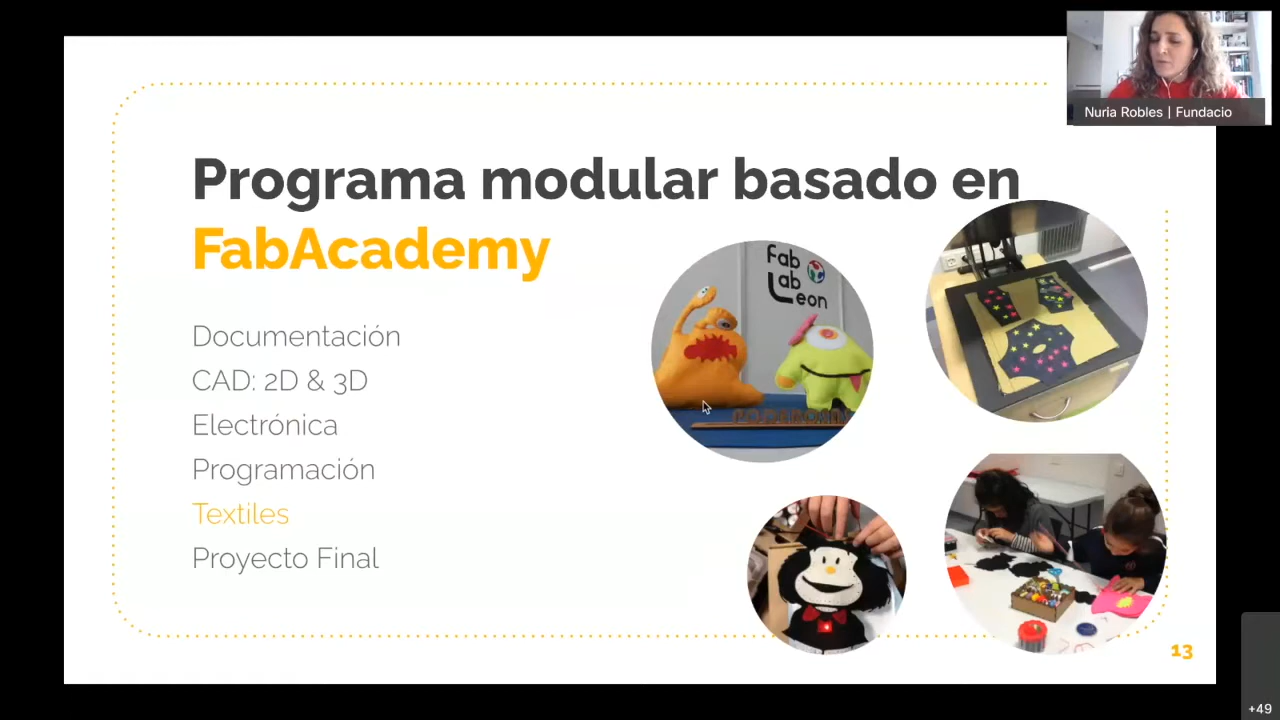 Nuria Robles | Fundacio
Programa modular basado en
FabAcademy
Documentación
CAD: 2D & 3D
Electrónica
Programación
Textiles
Proyecto Final
Fab
Lab
Leon
13
+49